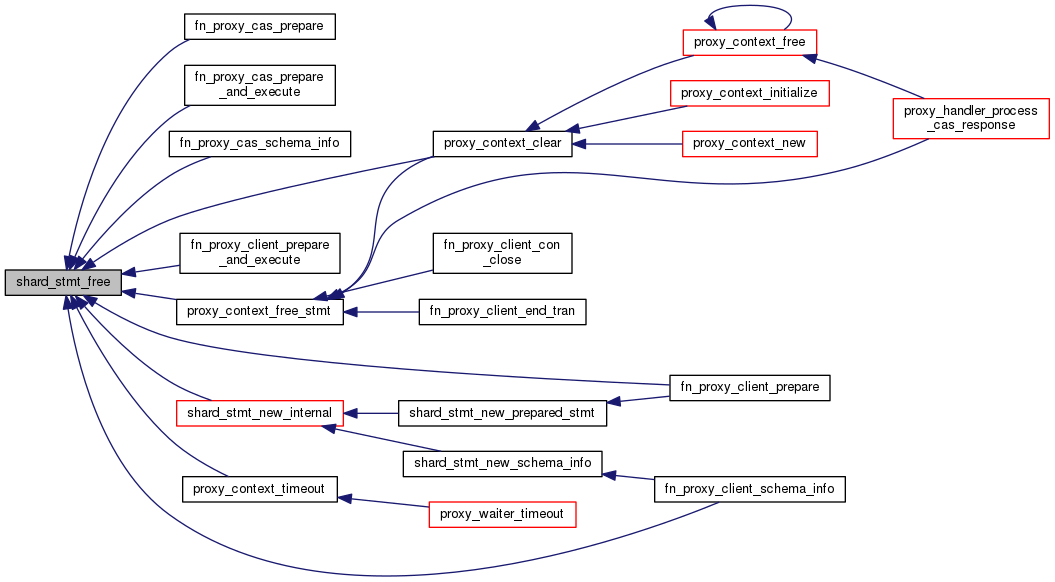 fn_proxy_cas_prepare
fn_proxy_cas_prepare
_and_execute
fn_proxy_cas_schema_info
shard_stmt_free
fn_proxy_client_prepare
_and_execute
proxy_context_free_stmt
shard_stmt_new_internal
proxy_context_timeout
proxy_context_clear
fn_proxy_client_con
_close
fn_proxy_client_end_tran
shard_stmt_new_prepared_stmt
shard_stmt_new_schema_info
proxy_waiter_timeout
proxy_context_free
proxy_context_initialize
proxy_context_new
fn_proxy_client_prepare
fn_proxy_client_schema_info
proxy_handler_process
_cas_response